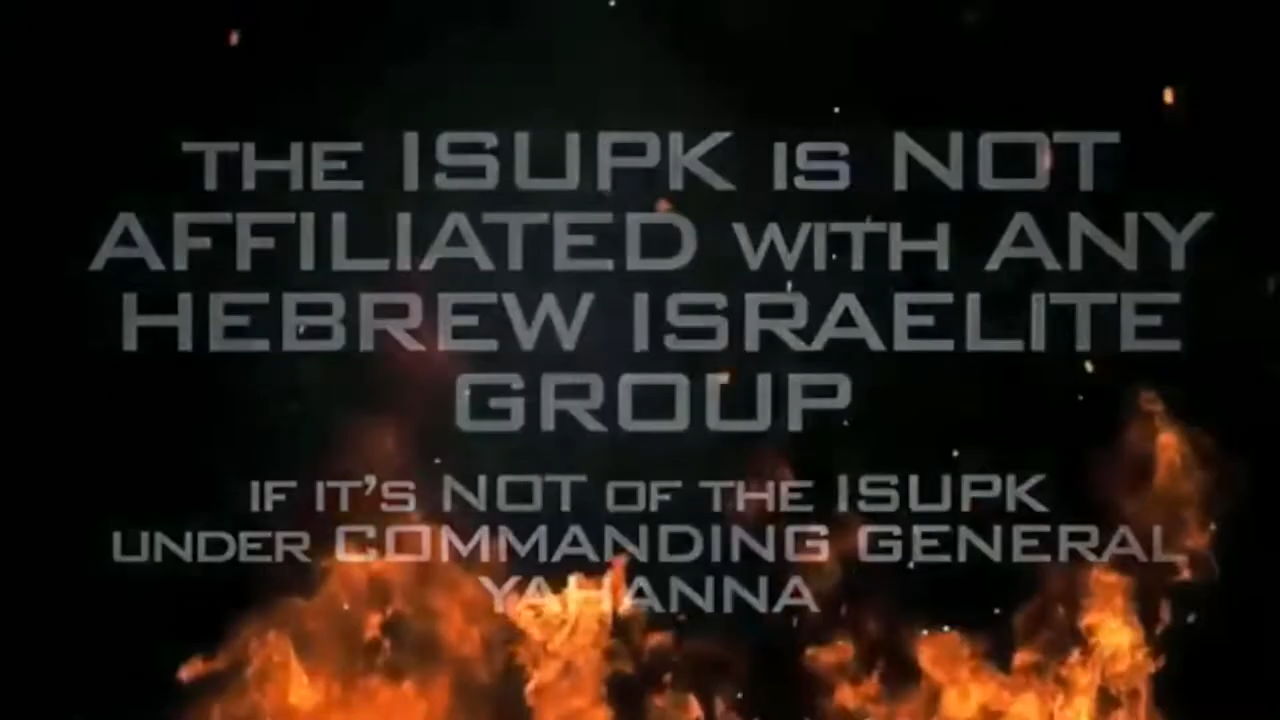 THE ISUPK IS NOT
AFFILIATED WITH ANY
HEBREW ISRAELITE
GROUP
IF IT'S NOT OF THE ISUPK
UNDER COMMANDING GENERAL
YAHANNA